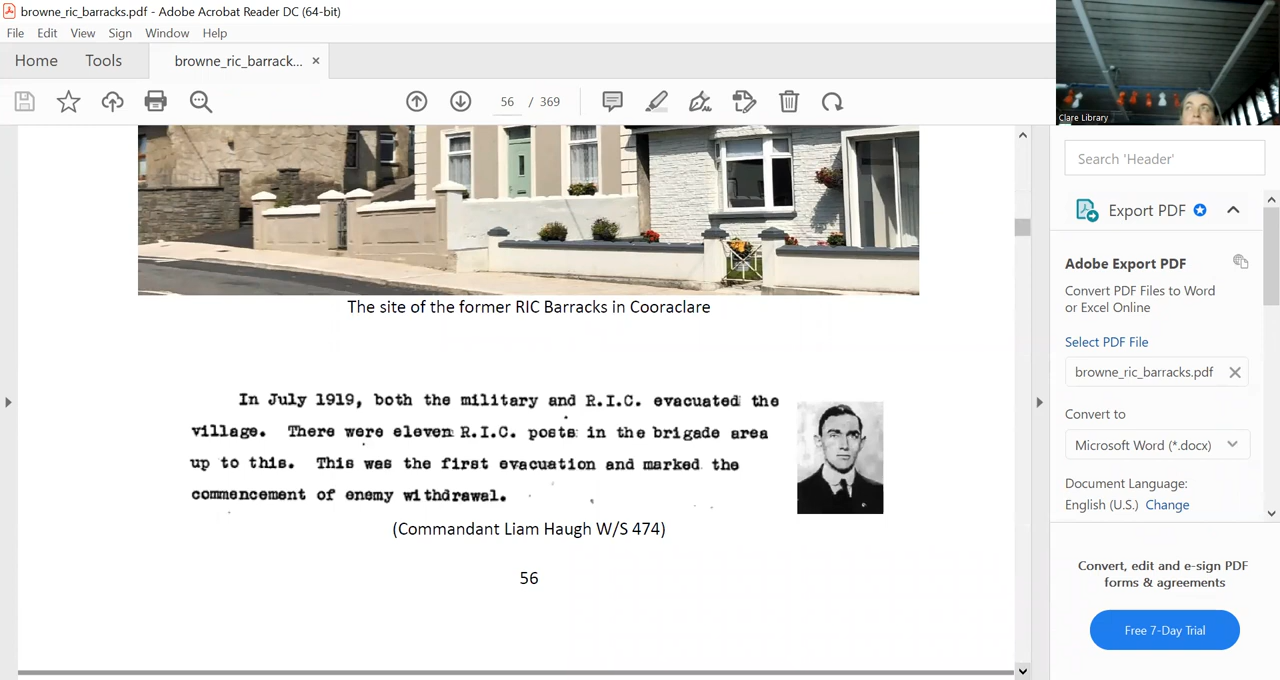 browne_ric_barracks.pdf - Adobe Acrobat Reader DC (64-bit)
File Edit View Sign Window Help
Home Tools browne_ric_barrack... ×
56 / 369
Clare Library
The site of the former RIC Barracks in Cooraclare
In July 1919, both the military and R.I.C. evacuated the
village. There were eleven R.I.C. posts in the brigade area
up to this. This was the first evacuation and marked the
commencement of enemy withdrawal.
(Commandant Liam Haugh W/S 474)
56
Search 'Header'
Export PDF
Adobe Export PDF
Convert PDF Files to Word
or Excel Online
Select PDF File
browne_ric_barracks.pdf
Convert to
Microsoft Word (*.docx)
Document Language:
English (U.S.) Change
Convert, edit and e-sign PDF
forms & agreements
Free 7-Day Trial